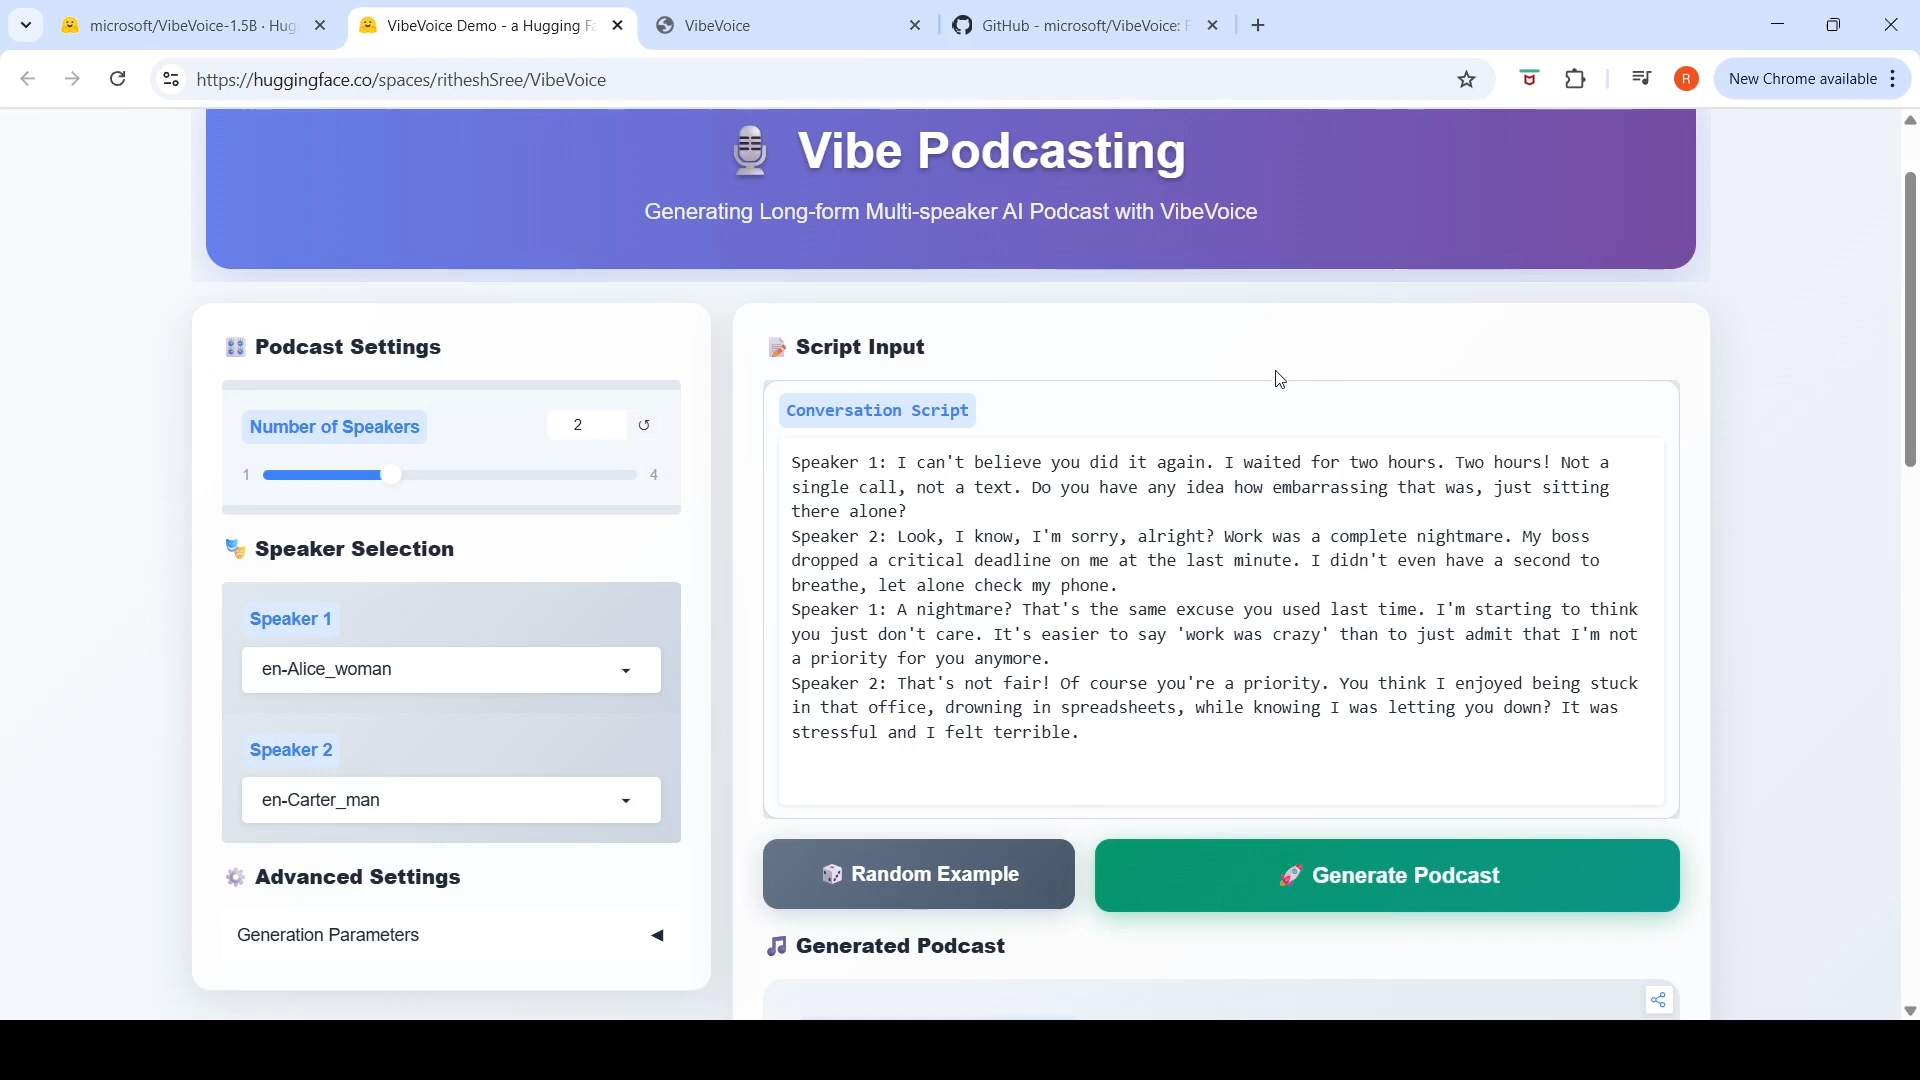 microsoft/VibeVoice-1.5B · Hug
VibeVoice Demo - a Hugging Fa
VibeVoice
GitHub - microsoft/VibeVoice: F
https://huggingface.co/spaces/ritheshSree/VibeVoice
R
New Chrome available
Vibe Podcasting
Generating Long-form Multi-speaker AI Podcast with VibeVoice
Podcast Settings
Number of Speakers
2
1
4
Speaker Selection
Speaker 1
en-Alice_woman
Speaker 2
en-Carter_man
Advanced Settings
Generation Parameters
Script Input
Conversation Script
Speaker 1: I can't believe you did it again. I waited for two hours. Two hours! Not a
single call, not a text. Do you have any idea how embarrassing that was, just sitting
there alone?
Speaker 2: Look, I know, I'm sorry, alright? Work was a complete nightmare. My boss
dropped a critical deadline on me at the last minute. I didn't even have a second to
breathe, let alone check my phone.
Speaker 1: A nightmare? That's the same excuse you used last time. I'm starting to think
you just don't care. It's easier to say 'work was crazy' than to just admit that I'm not
a priority for you anymore.
Speaker 2: That's not fair! Of course you're a priority. You think I enjoyed being stuck
in that office, drowning in spreadsheets, while knowing I was letting you down? It was
stressful and I felt terrible.
Random Example
Generate Podcast
Generated Podcast